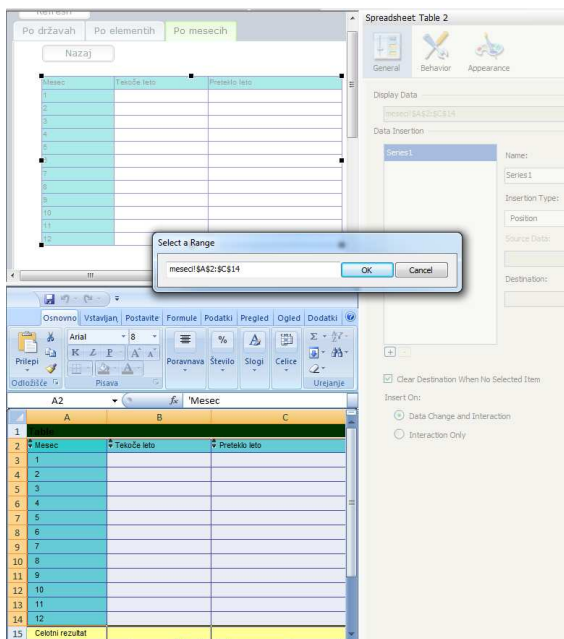 Refresh
Po državah Po elementih Po mesecih
Nazaj
Mesec Tekoče leto Preteklo leto
1
2
3
4
5
7
8
9
10
11
12
Spreadsheet Table 2
General Behavior Appearance
Display Data
meseci!$A$2:$C$14
Data Insertion
Series1
Name:
Series1
Insertion Type:
Position
Source Data:
Destination:
Clear Destination When No Selected Item
Insert On:
Data Change and Interaction
Interaction Only
Select a Range
meseci!$A$2:$C$14
OK Cancel
Osnovno Vstavljan Postavite Formule Podatki Pregled Ogled Dodatki
Prilepi
Arial 8
K L P A A
Poravnava Število Slogi Celice
Odložišče Pisava Urejanje
A2 fx 'Mesec
A B C
1 Table
2 Mesec Tekoče leto Preteklo leto
3 1
4 2
5 3
6 4
7 5
8 6
9 7
10 8
11 9
12 10
13 11
14 12
15 Celotni rezultat